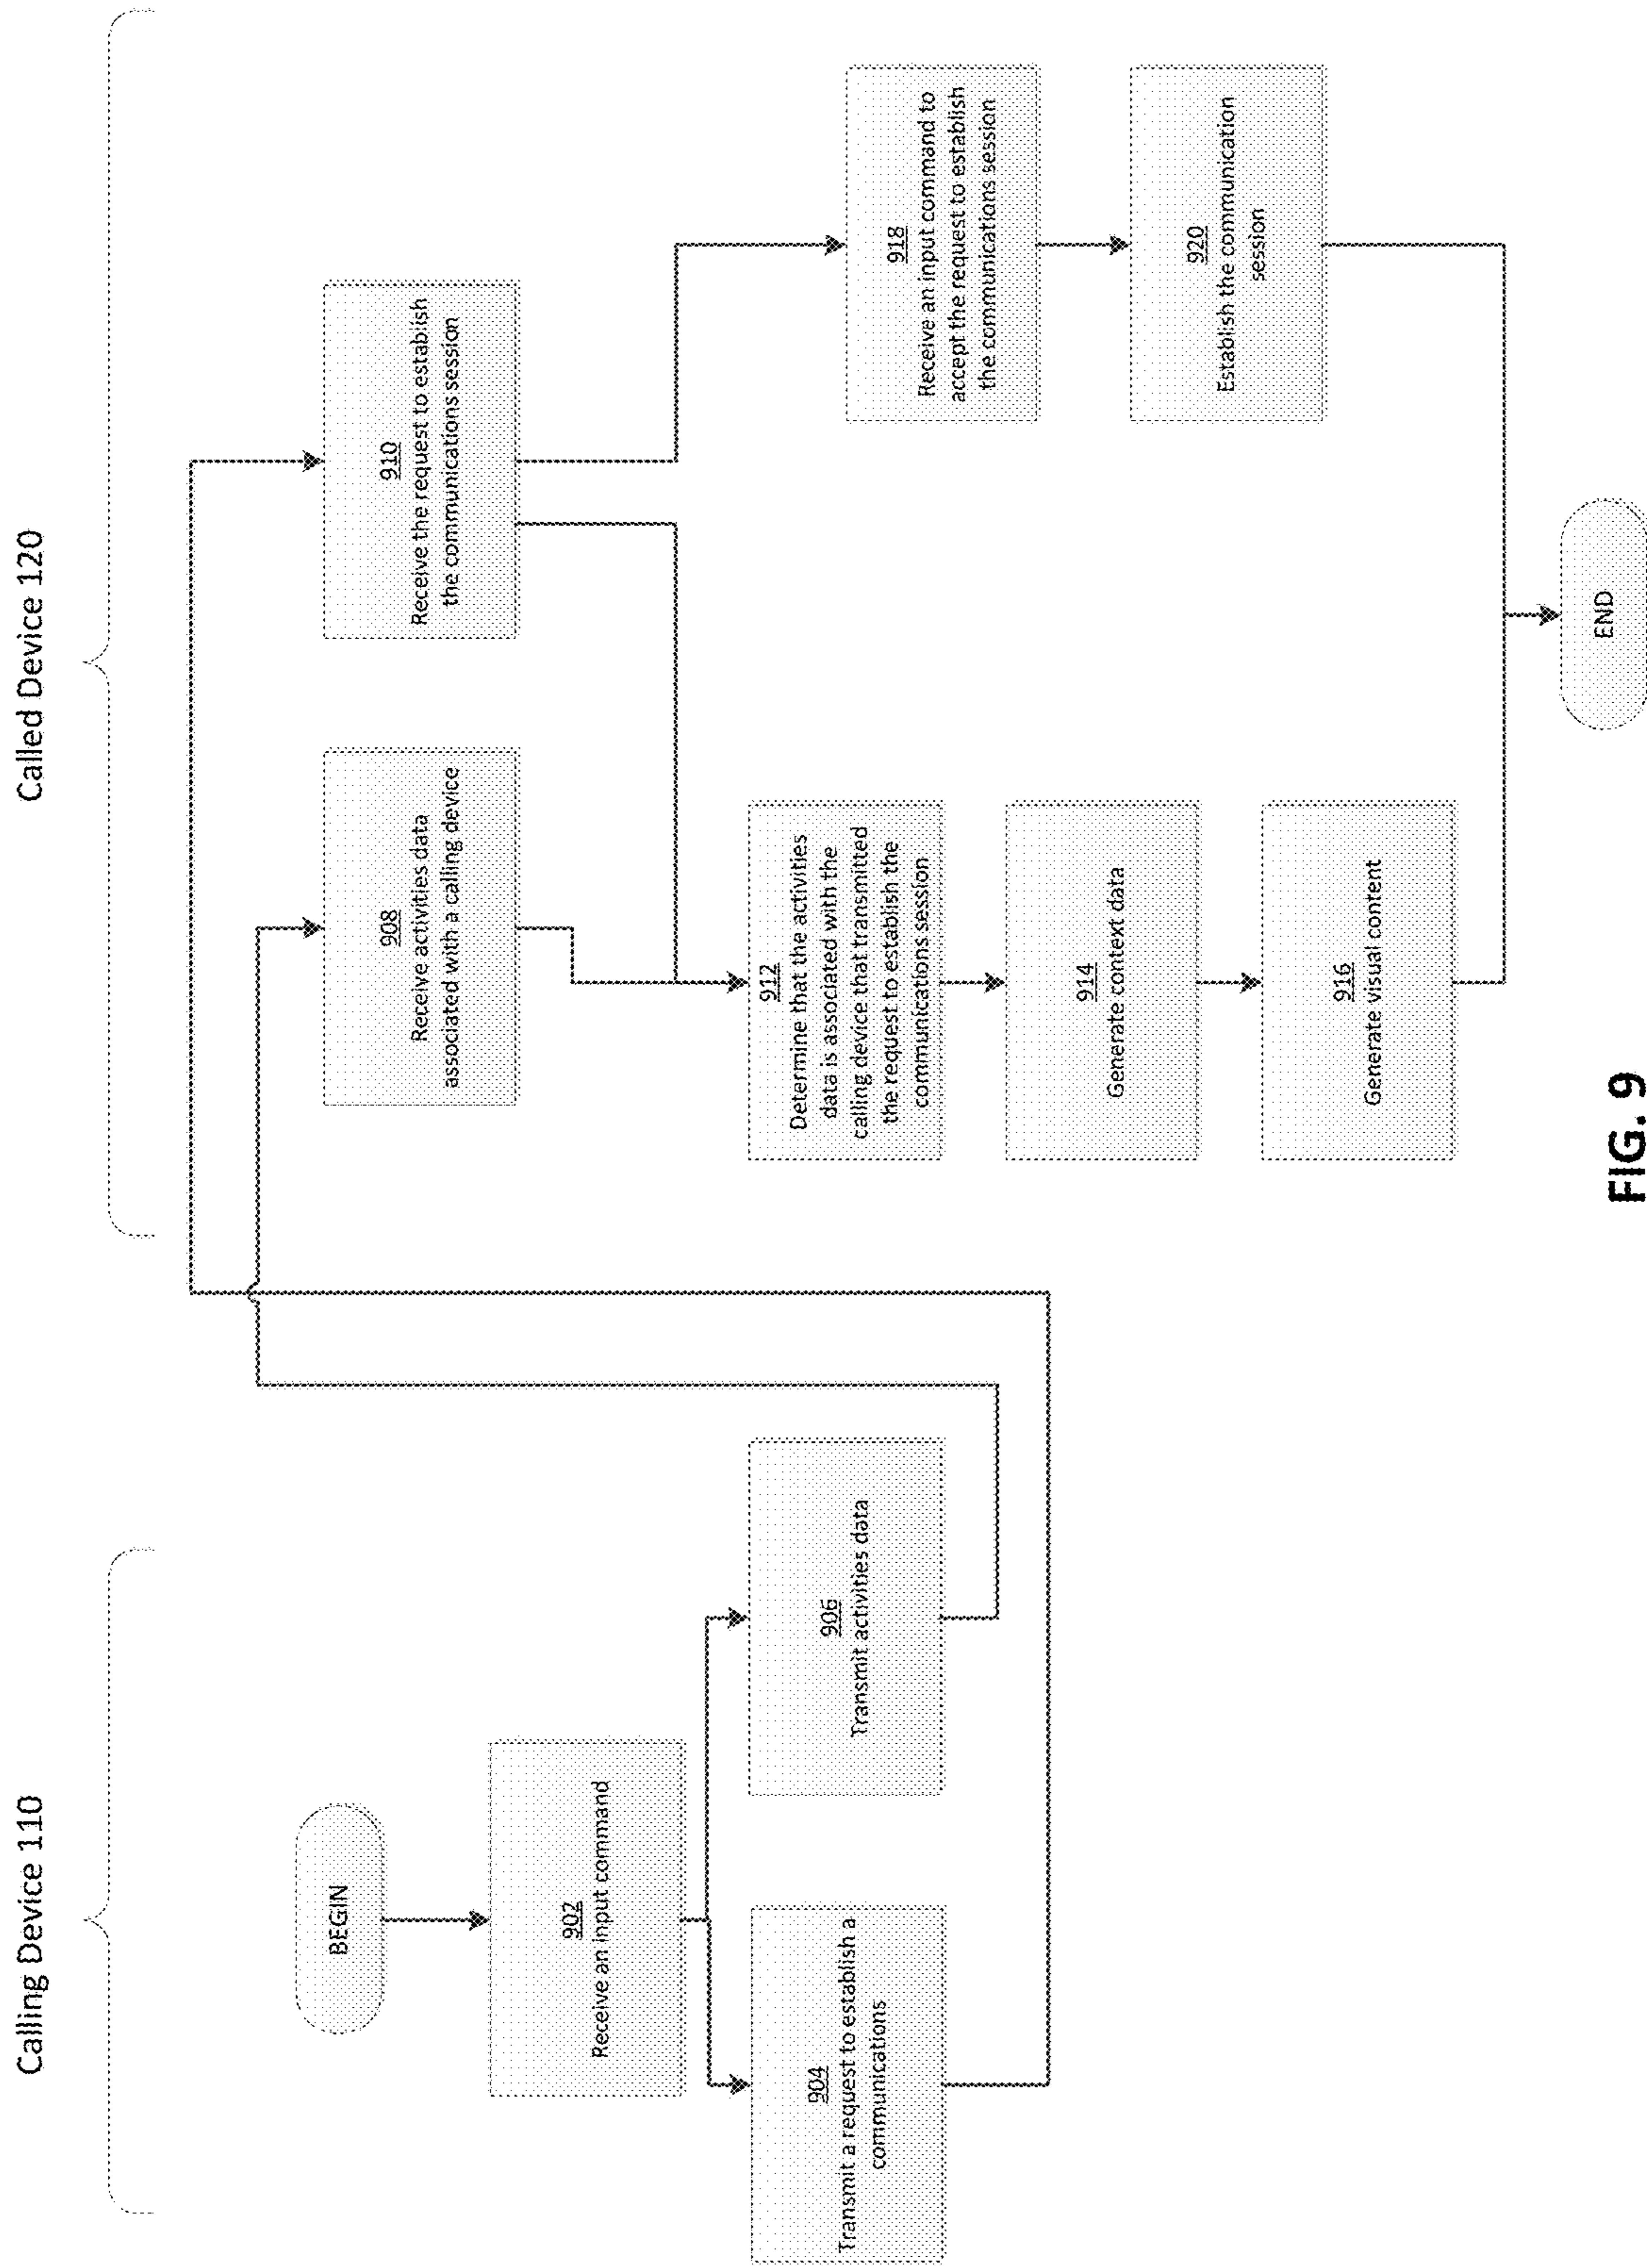 Calling Device 110
Called Device 120
BEGIN
902
Receive an input command
904
Transmit a request to establish a
communications
906
Transmit activities data
908
Receive activities data
associated with a calling device
910
Receive the request to establish
the communications session
912
Determine that the activities
data is associated with the
calling device that transmitted
the request to establish the
communications session
914
Generate context data
916
Generate visual content
918
Receive an input command to
accept the request to establish
the communications session
920
Establish the communication
session
END
FIG. 9